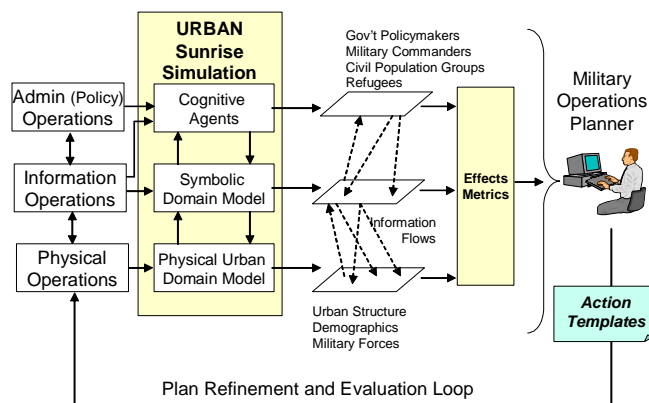 URBAN
Sunrise
Simulation
Admin (Policy)
Operations
Information
Operations
Physical
Operations
Cognitive
Agents
Symbolic
Domain Model
Physical Urban
Domain Model
Gov't Policymakers
Military Commanders
Civil Population Groups
Refugees
Information
Flows
Urban Structure
Demographics
Military Forces
Effects
Metrics
Military
Operations
Planner
Action
Templates
Plan Refinement and Evaluation Loop